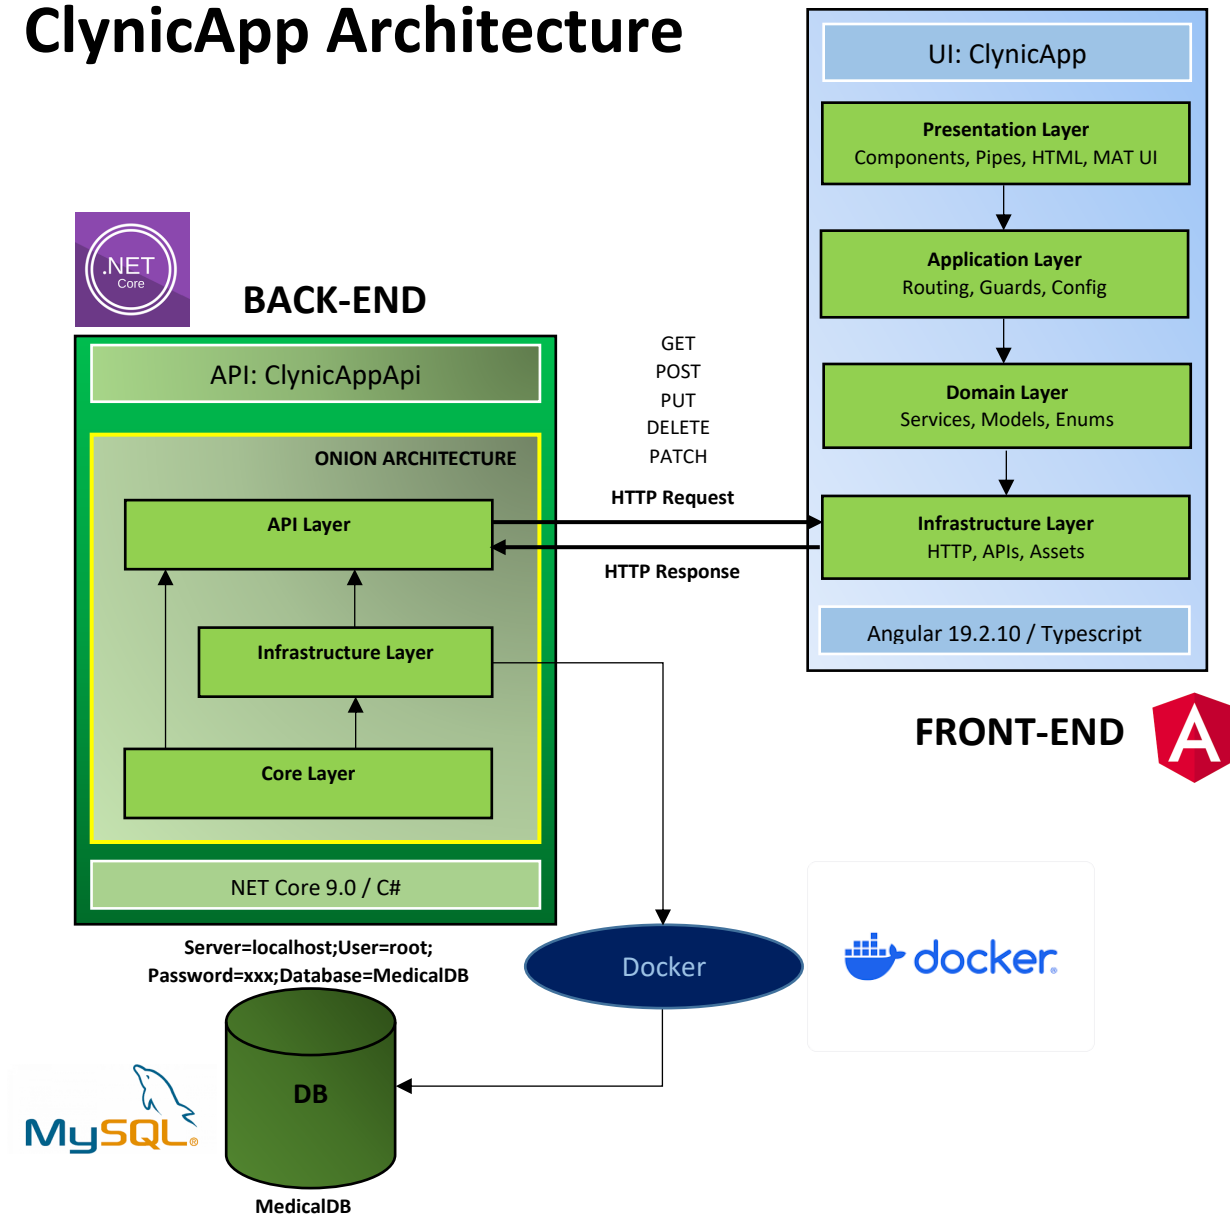 ClynicApp Architecture
UI: ClynicApp
Presentation Layer
Components, Pipes, HTML, MAT UI
Application Layer
Routing, Guards, Config
Domain Layer
Services, Models, Enums
Infrastructure Layer
HTTP, APIs, Assets
Angular 19.2.10 / Typescript
FRONT-END
A
.NET
Core
BACK-END
API: ClynicAppApi
ONION ARCHITECTURE
API Layer
Infrastructure Layer
Core Layer
NET Core 9.0 / C#
GET
POST
PUT
DELETE
PATCH
HTTP Request
HTTP Response
Server=localhost;User=root;
Password=xxx;Database=MedicalDB
Docker
docker.
DB
MySQL®
MedicalDB